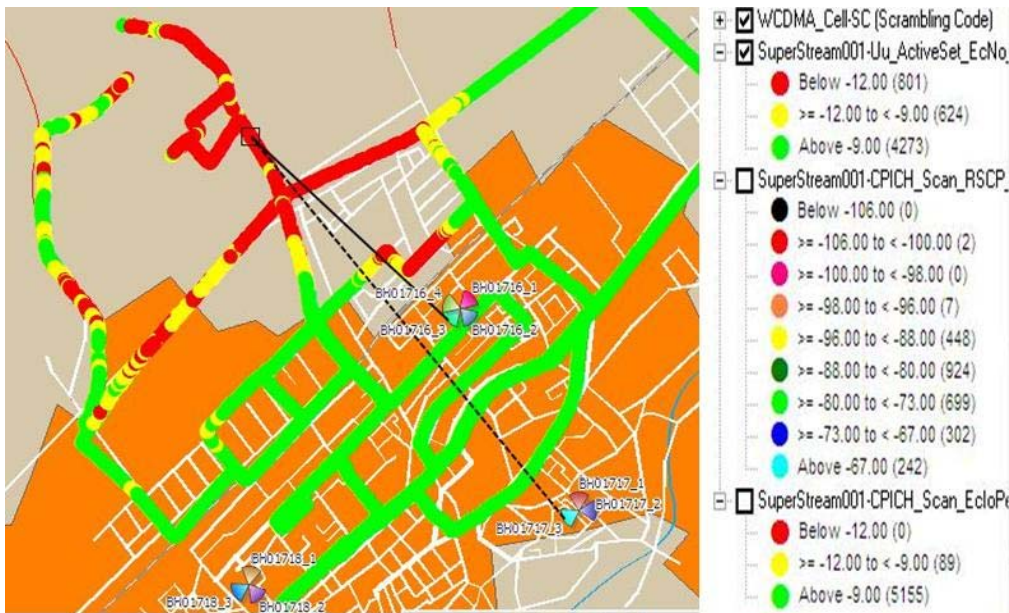 BH01716_4
BH01716_1
BH01716_3
BH01716_2
BH01717_1
BH01717_2
BH01717_3
BH01718_1
BH01718_3
BH01718_2
WCDMA_Cell-SC (Scrambling Code)
SuperStream001-Uu_ActiveSet_EcNo_
Below -12.00 (801)
>= -12.00 to < -9.00 (624)
Above -9.00 (4273)
SuperStream001-CPICH_Scan_RSCP_
Below -106.00 (0)
>= -106.00 to < -100.00 (2)
>= -100.00 to < -98.00 (0)
>= -98.00 to < -96.00 (7)
>= -96.00 to < -88.00 (448)
>= -88.00 to < -80.00 (924)
>= -80.00 to < -73.00 (699)
>= -73.00 to < -67.00 (302)
Above -67.00 (242)
SuperStream001-CPICH_Scan_EcIoPe
Below -12.00 (0)
>= -12.00 to < -9.00 (89)
Above -9.00 (5155)